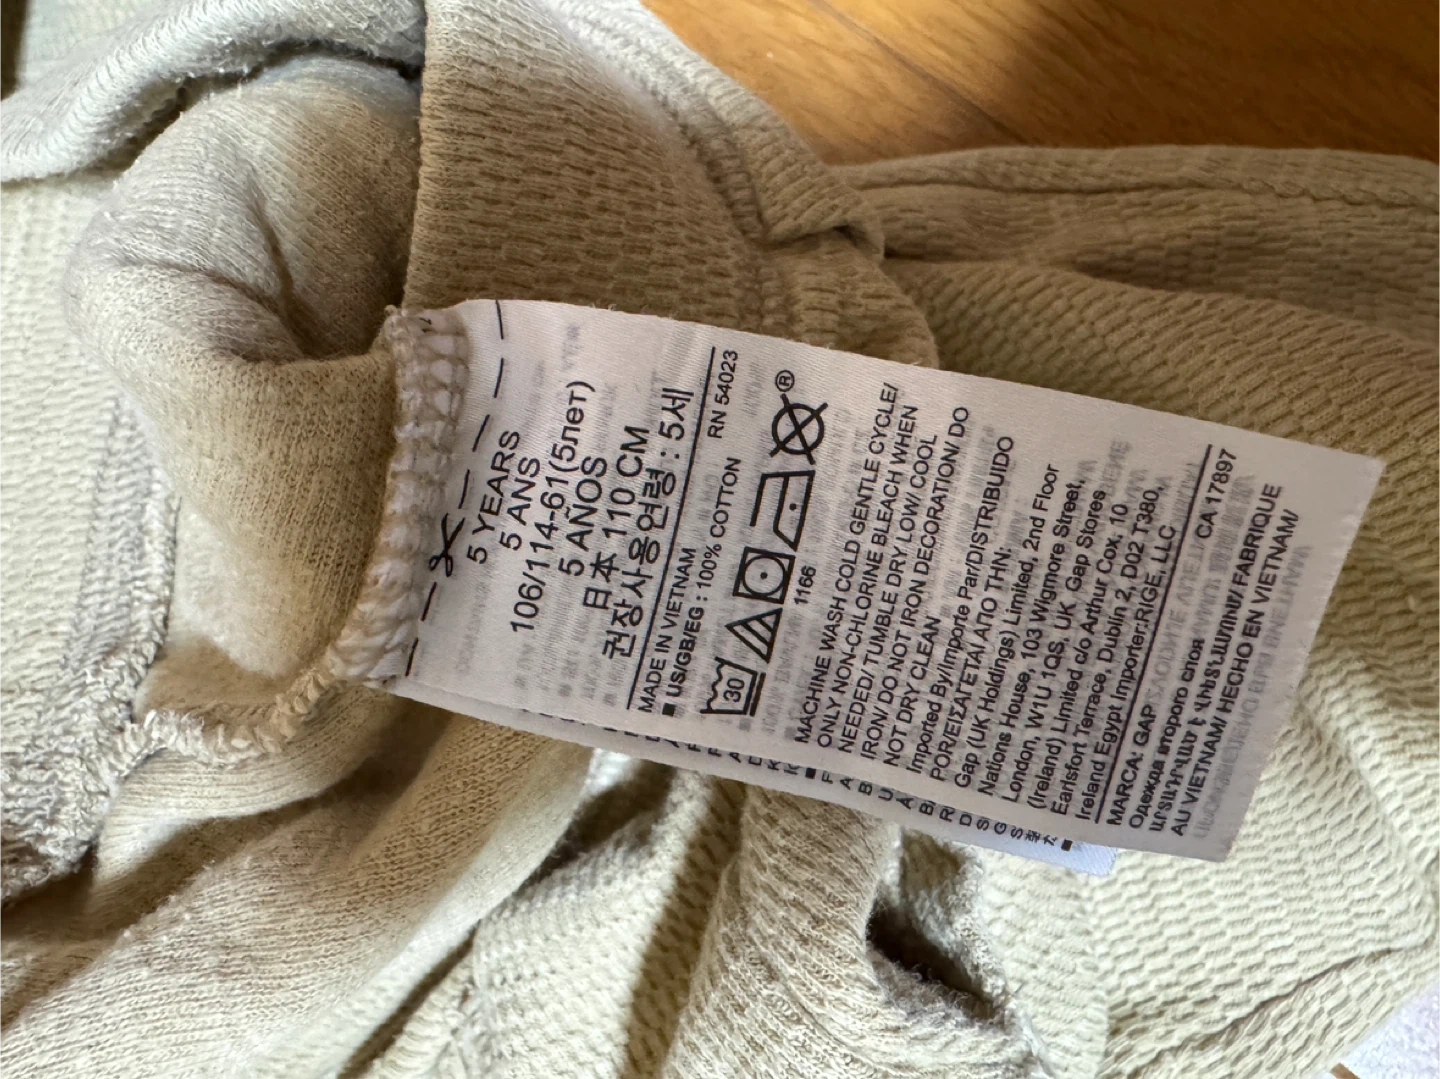 5 YEARS
5 ANS
106/114-61(5лет)
5 AÑOS
日本 110 CM
권장사용연령 : 5세
MADE IN VIETNAM
RN 54023
■ US/GB/EG : 100% COTTON
30
®
1166
MACHINE WASH COLD GENTLE CYCLE/
ONLY NON-CHLORINE BLEACH WHEN
NEEDED/ TUMBLE DRY LOW/ COOL
IRON/ DO NOT IRON DECORATION/ DO
NOT DRY CLEAN
Imported By/Importe Par/DISTRIBUIDO
POR/ΕΙΣΑΓΕΤΑΙ ΑΠΟ ΤΗΝ:
Gap (UK Holdings) Limited, 2nd Floor
Nations House, 103 Wigmore Street,
London, W1U 1QS, UK Gap Stores
(Ireland) Limited c/o Arthur Cox, 10
Earlsfort Terrace, Dublin 2, D02 T380,
Ireland Egypt Importer:RIGE, LLC
MARCA: GAP
CA 17897
Одежда второго слоя
ԱՐՏԱԴՐՎԱԾ Է ՎԻԵՏՆԱՄՈՒՄ/ FABRIQUE
AU VIETNAM/ HECHO EN VIETNAM/